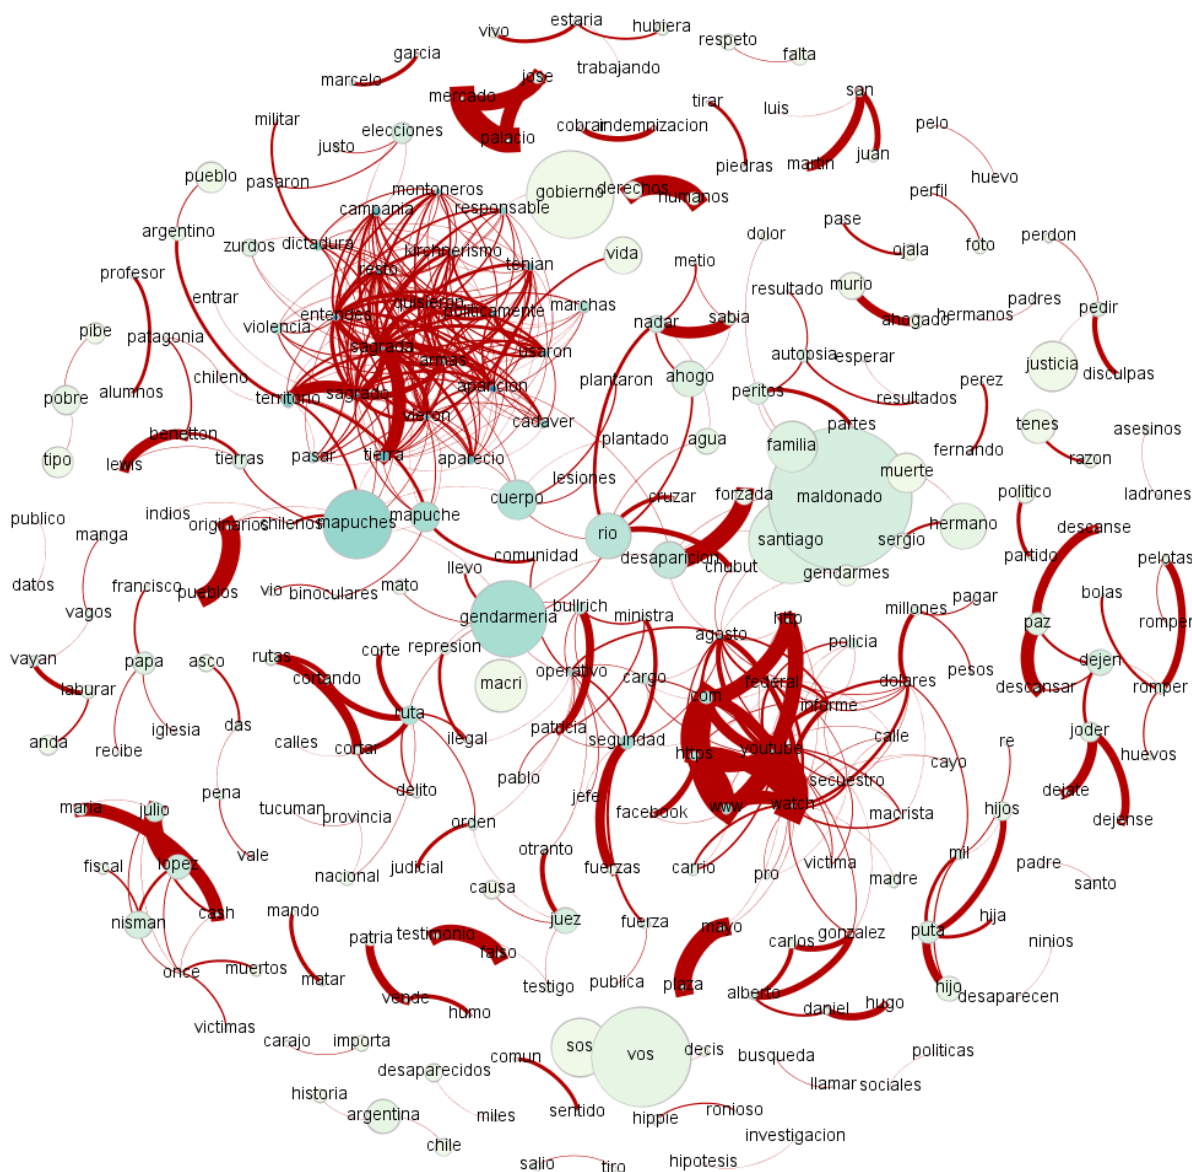 estaria
vivo
hubiera
respeto
falta
garcia
trabajando
marcelo
jose
mercado
palacio
san
luis
martin
juan
tirar
piedras
cobrar
indemnizacion
militar
elecciones
justo
pasaron
pelo
huevo
pueblo
montoneros
gobierno
derechos
humanos
perfil
foto
campania
responsable
argentino
zurdos
dictadura
kirchnerismo
tenian
vida
dolor
pase
ojala
perdon
resto
metio
profesor
entrar
quisieron
politicamente
marchas
resultado
murio
ahogado
hermanos
padres
pedir
violencia
entendes
nadar
sabia
pibe
patagonia
sagrada
armas
usaron
autopsia
esperar
justicia
disculpas
chileno
plantaron
ahogo
alumnos
territorio
sagrado
aparicion
peritos
resultados
perez
pobre
vieron
cadaver
partes
tenes
asesinos
benetton
plantado
agua
familia
fernando
tipo
lewis
tierras
pasar
tierra
aparecio
lesiones
muerte
razon
ladrones
cuerpo
cruzar
forzada
maldonado
politico
publico
indios
originarios
chilenos
mapuches
mapuche
rio
santiago
sergio
hermano
descanse
manga
comunidad
desaparicion
chubut
gendarmes
partido
pelotas
datos
francisco
pueblos
vio
binoculares
mato
llevo
millones
pagar
bolas
vagos
gendarmeria
bullrich
ministra
agosto
http
paz
romper
vayan
papa
asco
rutas
corte
represion
policia
dejen
laburar
cortando
macri
operativo
cargo
com
federal
dolares
pesos
descansar
romper
anda
recibe
iglesia
das
ruta
ilegal
patricia
informe
calles
cortar
seguridad
https
youtube
calle
re
joder
huevos
pablo
secuestro
cayo
maria
júlio
pena
tucuman
delito
jefe
facebook
www
watch
macrista
hijos
dejate
provincia
orden
dejense
fiscal
lopez
vale
judicial
otranto
fuerzas
carrio
victima
mil
padre
nacional
pro
madre
santo
nisman
cash
mando
causa
juez
fuerza
mayo
carlos
gonzalez
puta
hija
patria
testimonio
falso
ninios
once
muertos
matar
testigo
publica
plaza
alberto
hijo
desaparecen
vende
humo
daniel
hugo
victimas
carajo
importa
sos
vos
decis
busqueda
politicas
comun
desaparecidos
llamar
sociales
historia
argentina
miles
sentido
hippie
ronioso
chile
investigacion
salio
tiro
hipotesis